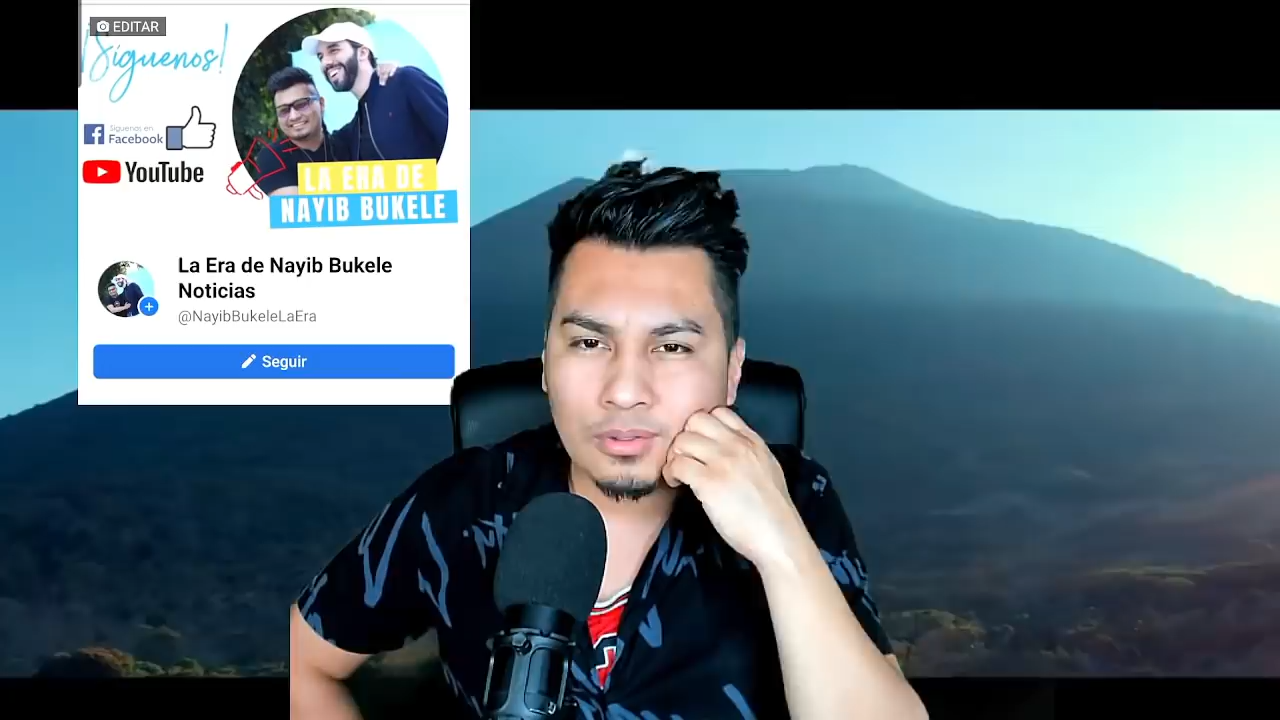 EDITAR
¡Síguenos!
Síguenos en
Facebook
YouTube
LA ERA DE
NAYIB BUKELE
La Era de Nayib Bukele
Noticias
@NayibBukeleLaEra
Seguir